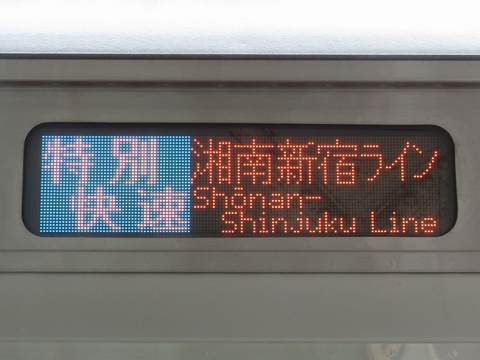 特別
快速
湘南新宿ライン
Shōnan-
Shinjuku Line